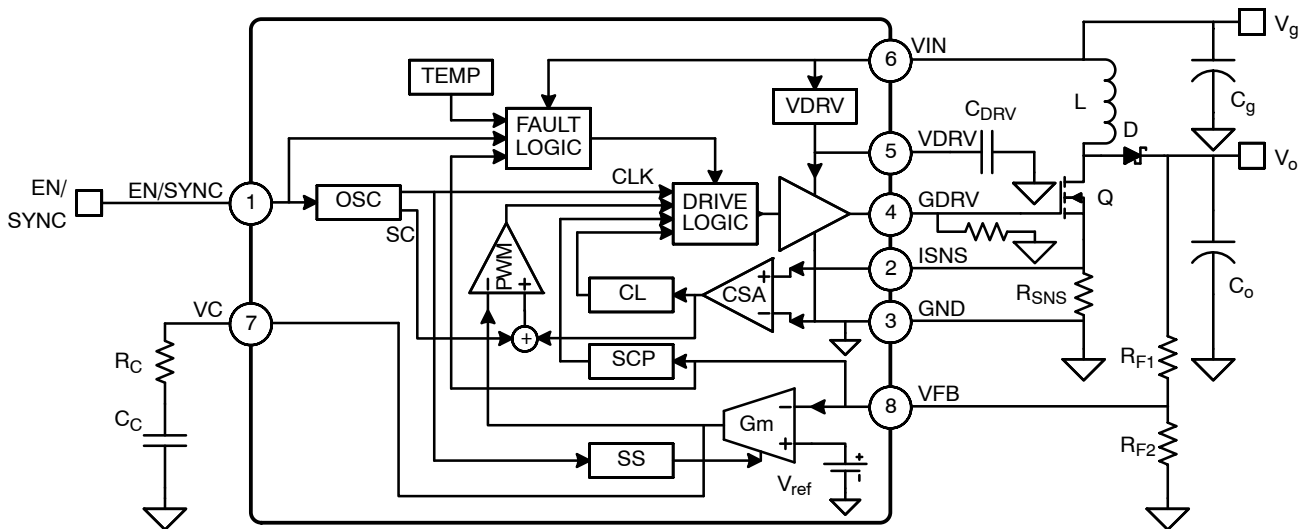 6
VIN
Vg
TEMP
L
Cg
VDRV
CDRV
FAULT
LOGIC
VDRV
5
D
Vo
EN/
SYNC
EN/SYNC
1
OSC
CLK
DRIVE
LOGIC
4
GDRV
Q
SC
PWM
−
+
2
ISNS
CL
CSA
+
−
RSNS
Co
VC
7
+
3
GND
RC
SCP
RF1
CC
8
VFB
Gm
−
+
SS
Vref
+
-
RF2